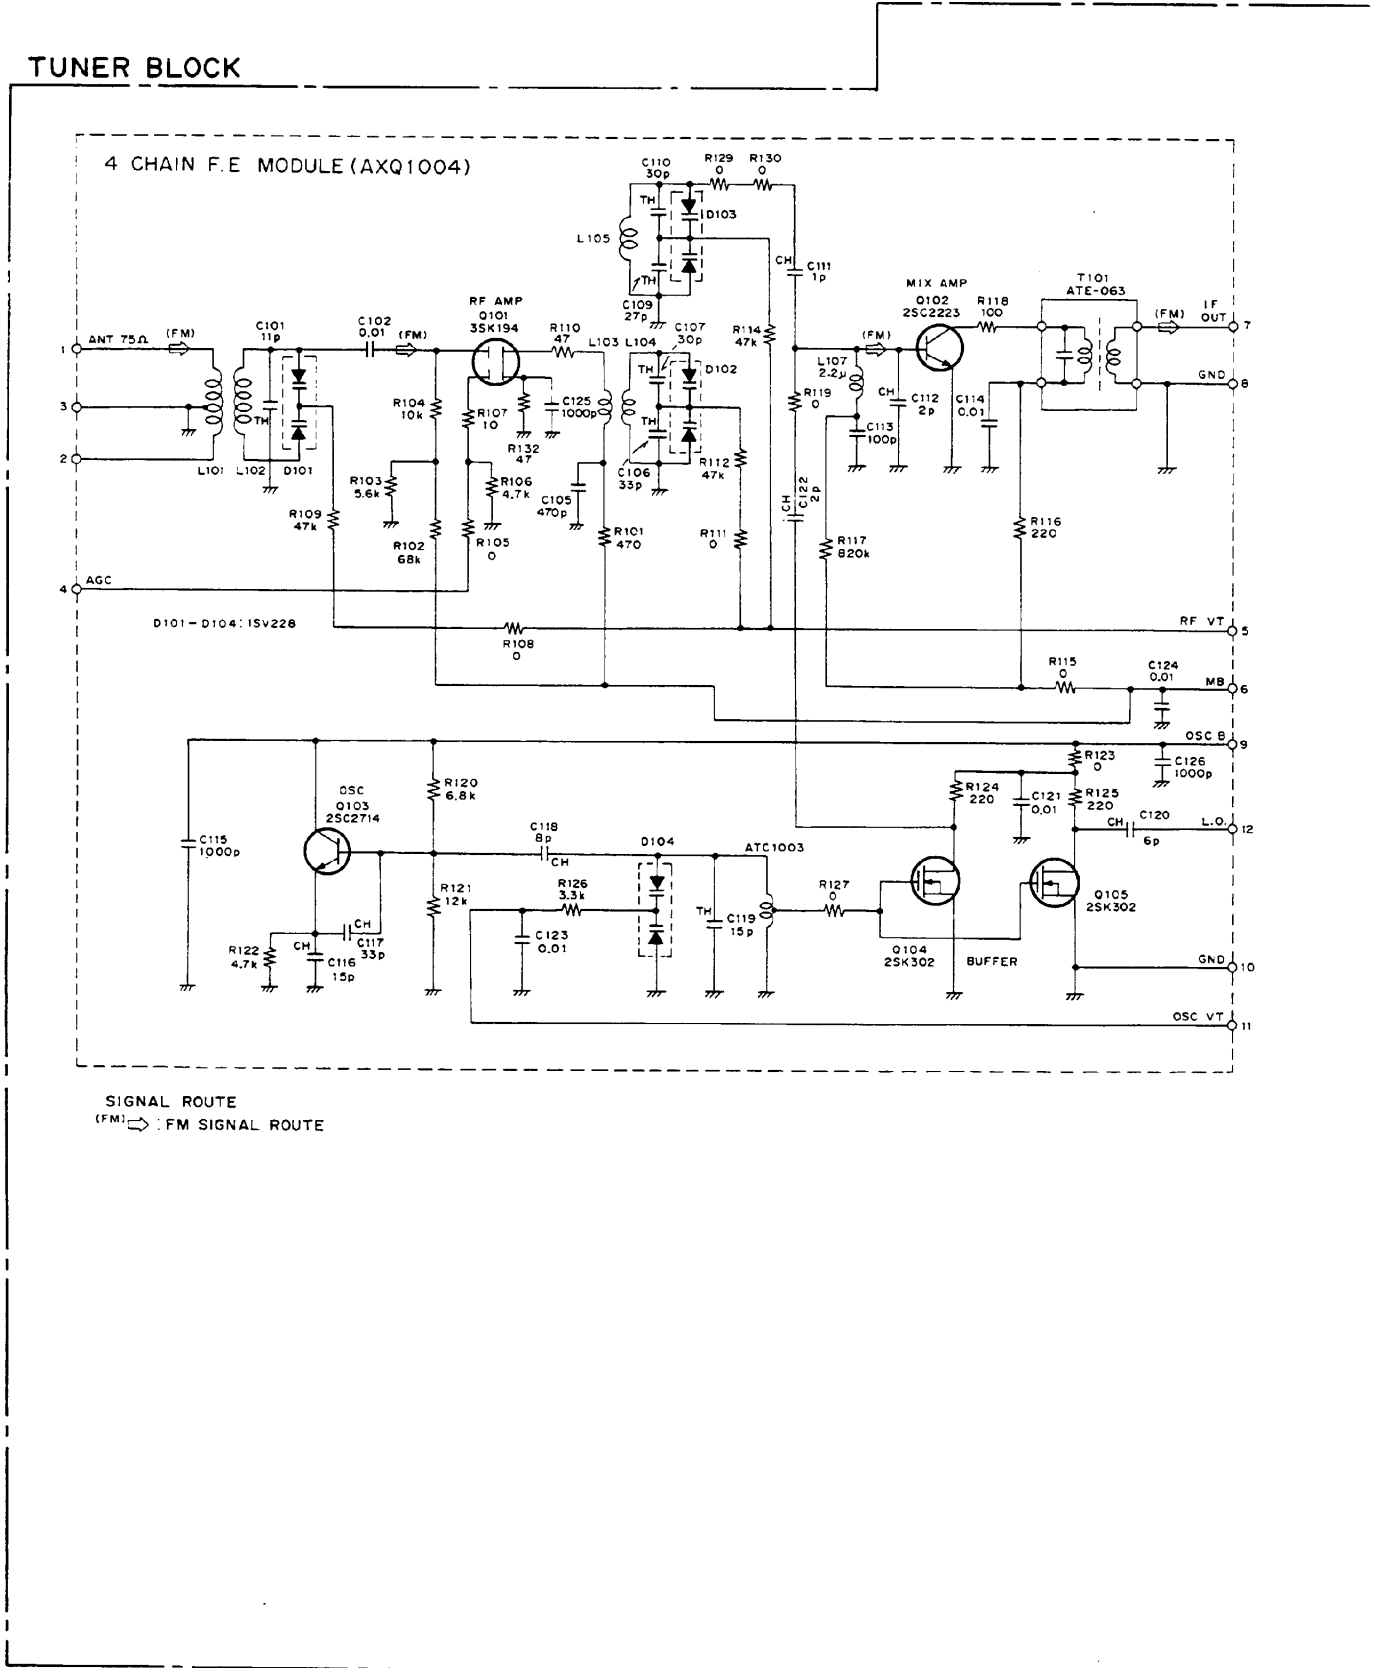 TUNER BLOCK
4 CHAIN F.E MODULE (AXQ1004)
C110
30p
R129
0
R130
0
TH
D103
L105
TH
C109
27p
CH
C111
1p
MIX AMP
Q102
2SC2223
R118
100
T101
ATE-063
IF
OUT
(FM)
7
RF AMP
Q101
3SK194
R110
47
L103
L104
C107
30p
R114
47k
1
ANT 75Ω
(FM)
C101
11p
C102
0.01
(FM)
TH
D102
L107
2.2μ
(FM)
GND
8
3
R104
10k
R107
10
C125
1000p
TH
R119
0
CH
C112
2p
C114
0.01
C113
100p
2
L101
L102
TH
D101
R132
47
C106
33p
R112
47k
R103
5.6k
R106
4.7k
C105
470p
CH
C122
2p
R109
47k
R102
68k
R105
0
R101
470
R111
0
R117
820k
R116
220
4
AGC
D101-D104:1SV228
R108
0
RF VT
5
R115
0
C124
0.01
MB
6
OSC B
9
R120
6.8k
R123
0
C126
1000p
OSC
Q103
2SC2714
R124
220
C121
0.01
R125
220
C115
1000p
C118
8p
CH
D104
ATC1003
CH
C120
6p
L.O.
12
R121
12k
R126
3.3k
R127
0
Q105
2SK302
TH
C119
15p
CH
C117
33p
R122
4.7k
CH
C116
15p
C123
0.01
Q104
2SK302
BUFFER
GND
10
OSC VT
11
SIGNAL ROUTE
(FM) : FM SIGNAL ROUTE